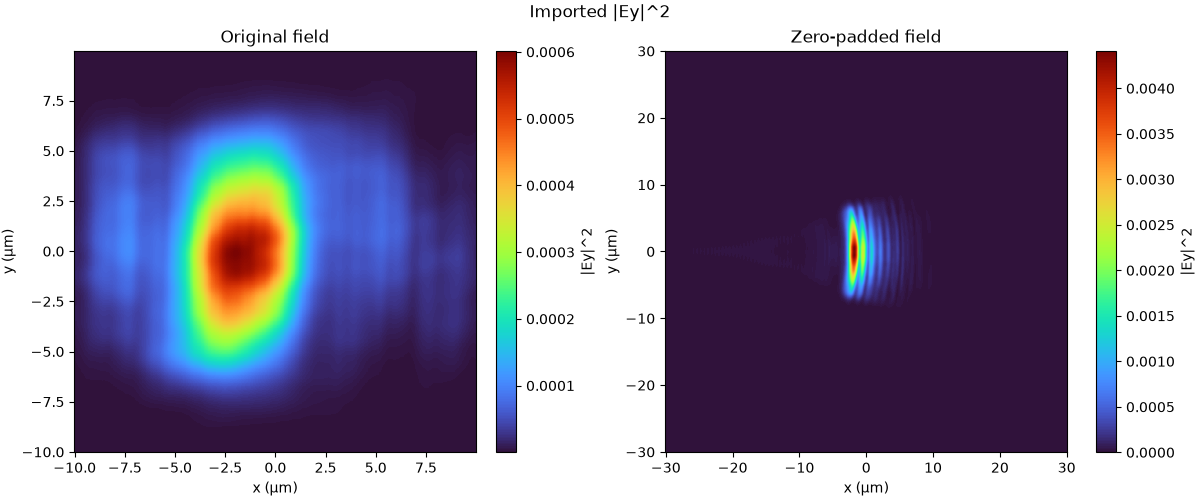 Imported |Ey|^2
Original field
7.5
5.0
2.5
0.0
−2.5
−5.0
−7.5
−10.0
−10.0 −7.5 −5.0 −2.5 0.0 2.5 5.0 7.5
x (μm)
y (μm)
0.0006
0.0005
0.0004
0.0003
0.0002
0.0001
|Ey|^2
Zero-padded field
30
20
10
0
−10
−20
−30
−30 −20 −10 0 10 20 30
x (μm)
y (μm)
0.0040
0.0035
0.0030
0.0025
0.0020
0.0015
0.0010
0.0005
0.0000
|Ey|^2